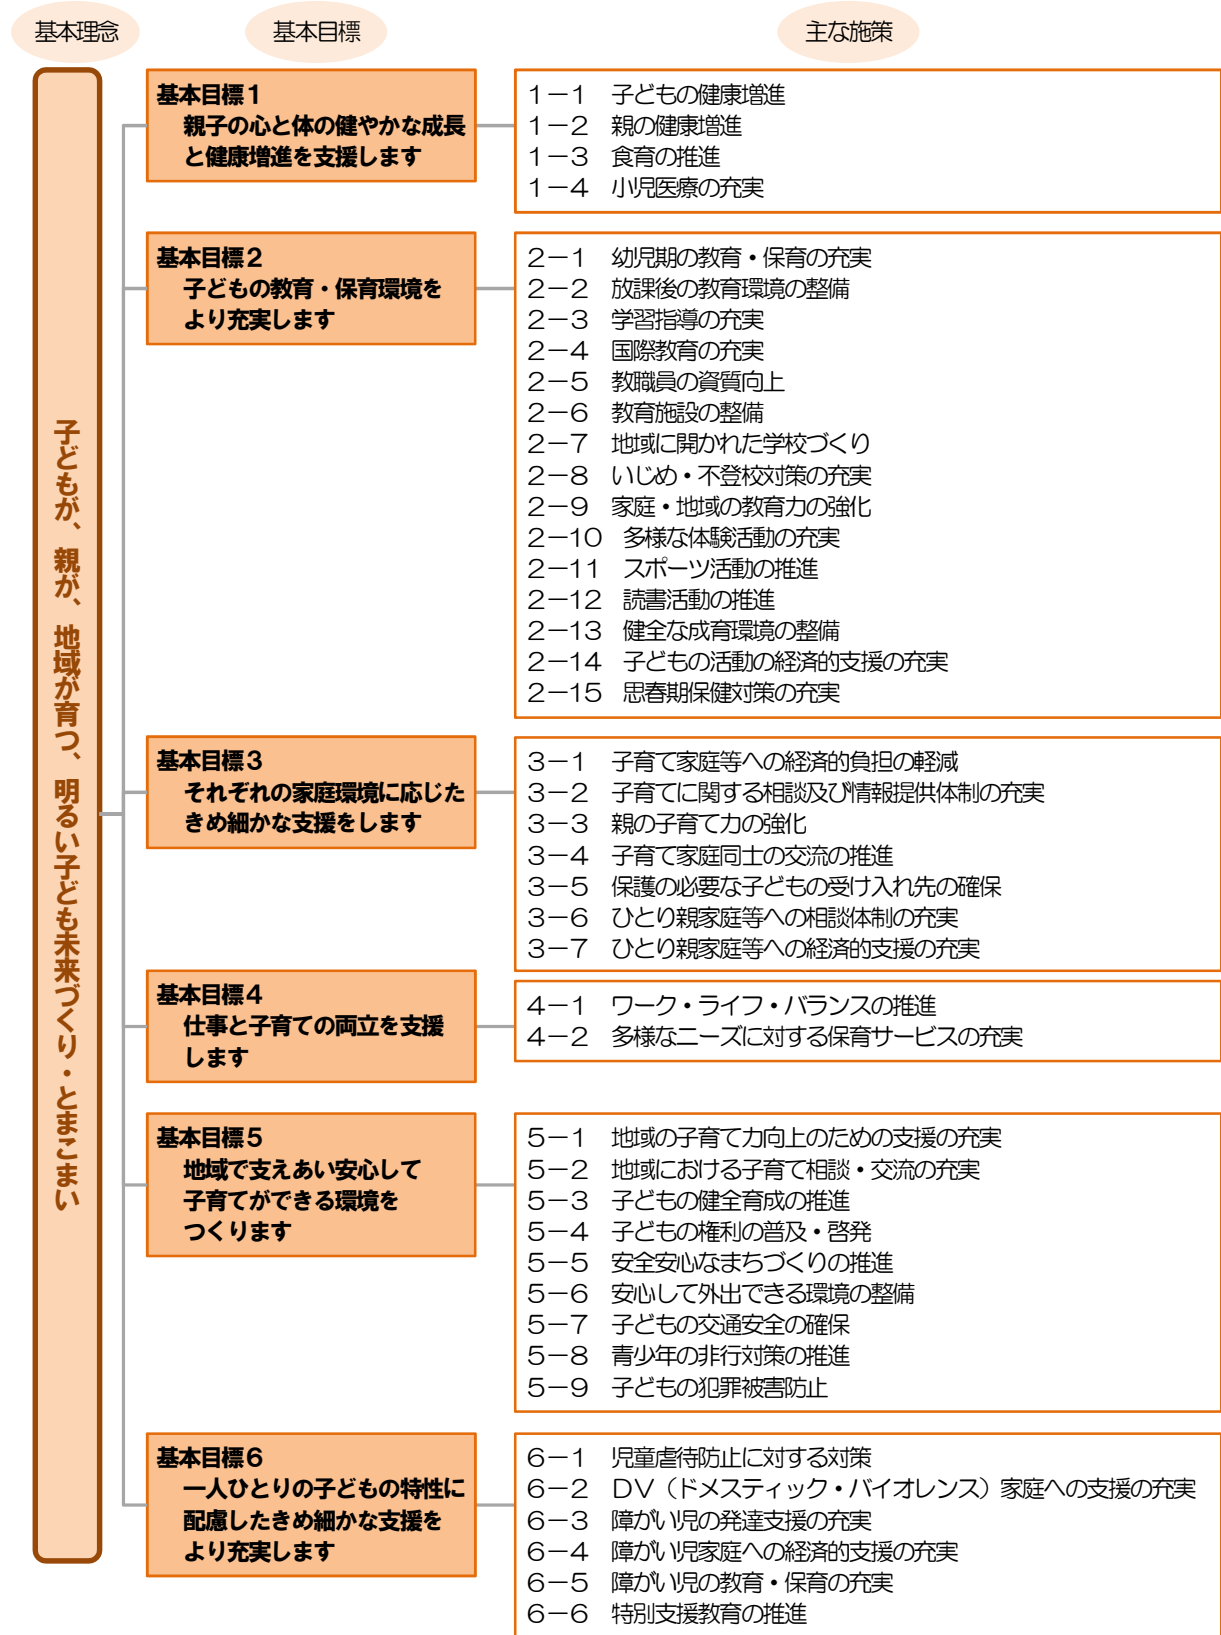 基本理念
基本目標
主な施策
子どもが、親が、地域が育つ、明るい子ども未来づくり・とまこまい
基本目標1
親子の心と体の健やかな成長
と健康増進を支援します
1－1 子どもの健康増進
1－2 親の健康増進
1－3 食育の推進
1－4 小児医療の充実
基本目標2
子どもの教育・保育環境を
より充実します
2－1 幼児期の教育・保育の充実
2－2 放課後の教育環境の整備
2－3 学習指導の充実
2－4 国際教育の充実
2－5 教職員の資質向上
2－6 教育施設の整備
2－7 地域に開かれた学校づくり
2－8 いじめ・不登校対策の充実
2－9 家庭・地域の教育力の強化
2－10 多様な体験活動の充実
2－11 スポーツ活動の推進
2－12 読書活動の推進
2－13 健全な成育環境の整備
2－14 子どもの活動の経済的支援の充実
2－15 思春期保健対策の充実
基本目標3
それぞれの家庭環境に応じた
きめ細かな支援をします
3－1 子育て家庭等への経済的負担の軽減
3－2 子育てに関する相談及び情報提供体制の充実
3－3 親の子育て力の強化
3－4 子育て家庭同士の交流の推進
3－5 保護の必要な子どもの受け入れ先の確保
3－6 ひとり親家庭等への相談体制の充実
3－7 ひとり親家庭等への経済的支援の充実
基本目標4
仕事と子育ての両立を支援
します
4－1 ワーク・ライフ・バランスの推進
4－2 多様なニーズに対する保育サービスの充実
基本目標5
地域で支えあい安心して
子育てができる環境を
つくります
5－1 地域の子育て力向上のための支援の充実
5－2 地域における子育て相談・交流の充実
5－3 子どもの健全育成の推進
5－4 子どもの権利の普及・啓発
5－5 安全安心なまちづくりの推進
5－6 安心して外出できる環境の整備
5－7 子どもの交通安全の確保
5－8 青少年の非行対策の推進
5－9 子どもの犯罪被害防止
基本目標6
一人ひとりの子どもの特性に
配慮したきめ細かな支援を
より充実します
6－1 児童虐待防止に対する対策
6－2 DV（ドメスティック・バイオレンス）家庭への支援の充実
6－3 障がい児の発達支援の充実
6－4 障がい児家庭への経済的支援の充実
6－5 障がい児の教育・保育の充実
6－6 特別支援教育の推進